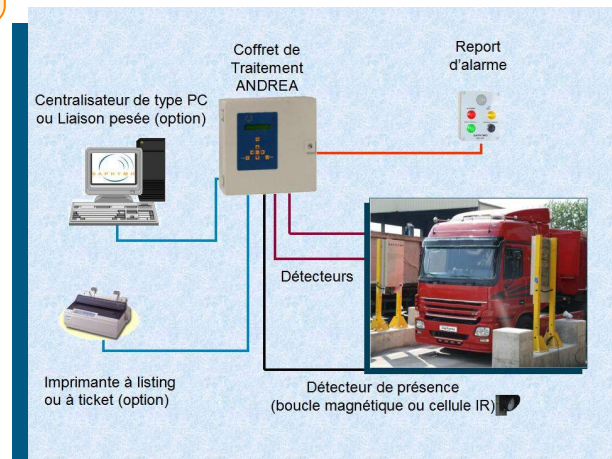 Coffret de
Traitement
ANDREA
Report
d'alarme
Centralisateur de type PC
ou Liaison pesée (option)
SAPHYMO
Détecteurs
Imprimante à listing
ou à ticket (option)
Détecteur de présence
(boucle magnétique ou cellule IR)